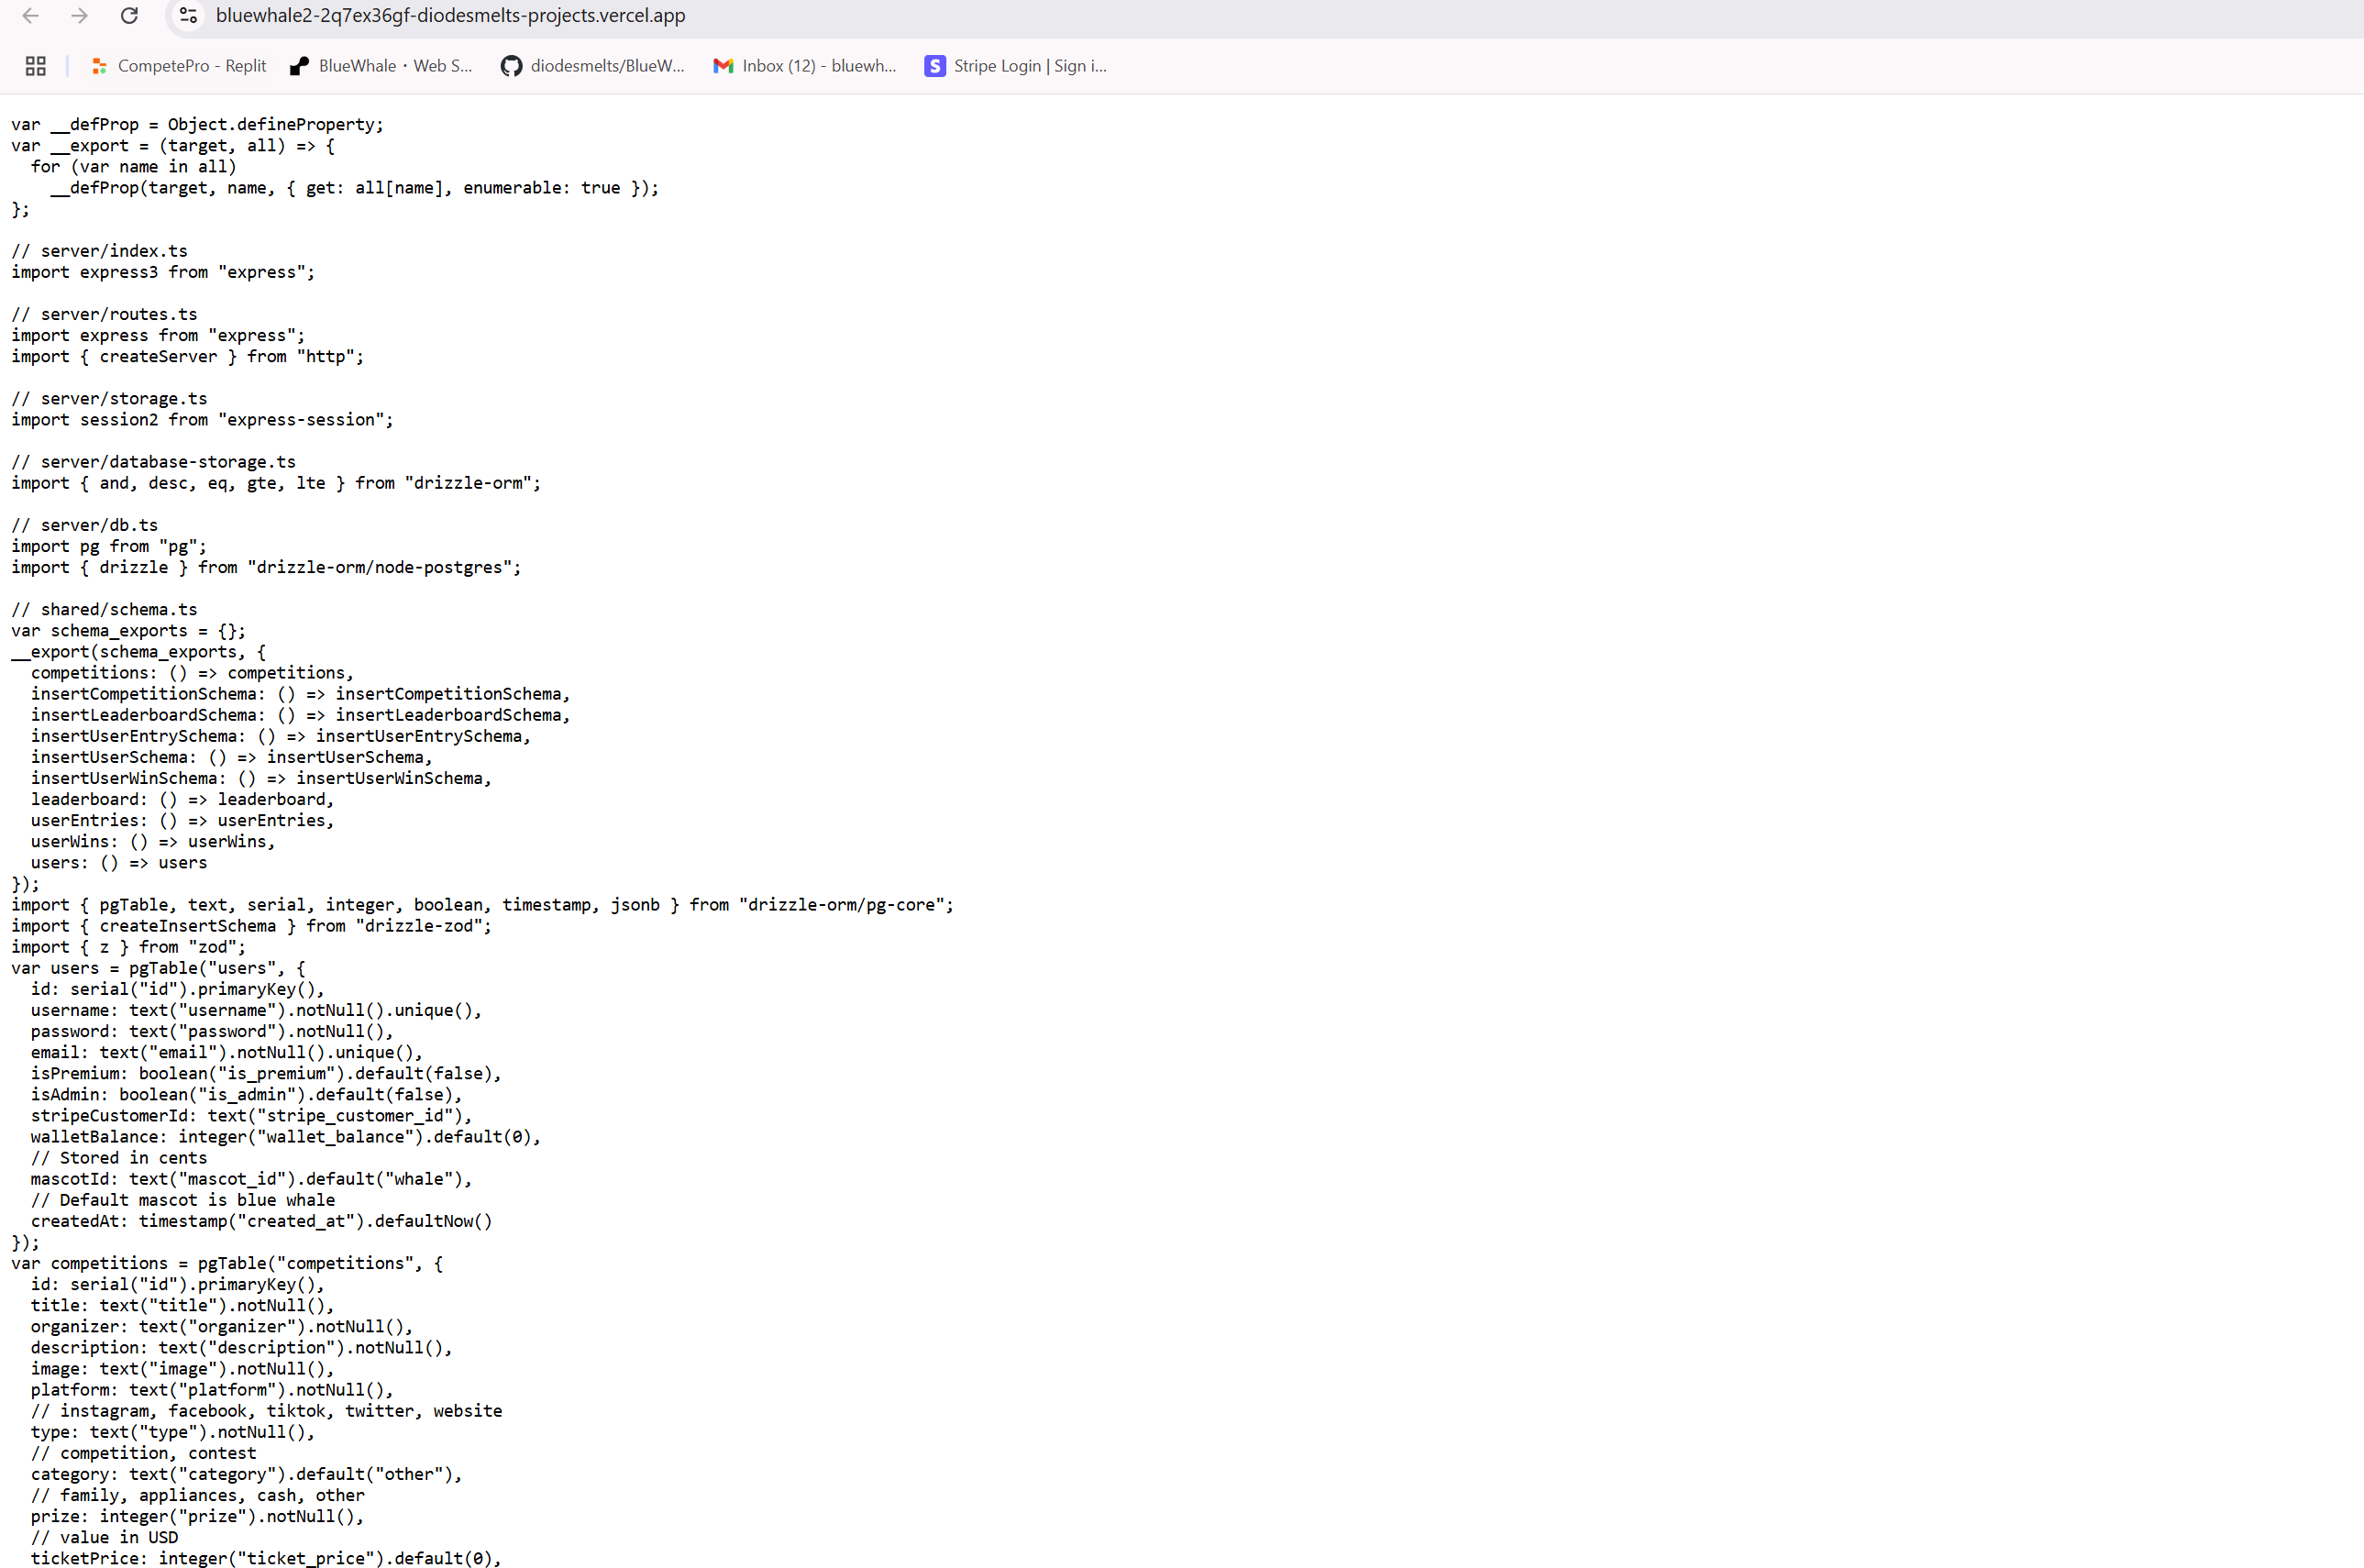 bluewhale2-2q7ex36gf-diodesmelts-projects.vercel.app
CompetePro - Replit
BlueWhale · Web S...
diodesmelts/BlueW...
Inbox (12) - bluewh...
Stripe Login | Sign i...
var __defProp = Object.defineProperty;
var __export = (target, all) => {
  for (var name in all)
    __defProp(target, name, { get: all[name], enumerable: true });
};

// server/index.ts
import express3 from "express";

// server/routes.ts
import express from "express";
import { createServer } from "http";

// server/storage.ts
import session2 from "express-session";

// server/database-storage.ts
import { and, desc, eq, gte, lte } from "drizzle-orm";

// server/db.ts
import pg from "pg";
import { drizzle } from "drizzle-orm/node-postgres";

// shared/schema.ts
var schema_exports = {};
__export(schema_exports, {
  competitions: () => competitions,
  insertCompetitionSchema: () => insertCompetitionSchema,
  insertLeaderboardSchema: () => insertLeaderboardSchema,
  insertUserEntrySchema: () => insertUserEntrySchema,
  insertUserSchema: () => insertUserSchema,
  insertUserWinSchema: () => insertUserWinSchema,
  leaderboard: () => leaderboard,
  userEntries: () => userEntries,
  userWins: () => userWins,
  users: () => users
});
import { pgTable, text, serial, integer, boolean, timestamp, jsonb } from "drizzle-orm/pg-core";
import { createInsertSchema } from "drizzle-zod";
import { z } from "zod";
var users = pgTable("users", {
  id: serial("id").primaryKey(),
  username: text("username").notNull().unique(),
  password: text("password").notNull(),
  email: text("email").notNull().unique(),
  isPremium: boolean("is_premium").default(false),
  isAdmin: boolean("is_admin").default(false),
  stripeCustomerId: text("stripe_customer_id"),
  walletBalance: integer("wallet_balance").default(0),
  // Stored in cents
  mascotId: text("mascot_id").default("whale"),
  // Default mascot is blue whale
  createdAt: timestamp("created_at").defaultNow()
});
var competitions = pgTable("competitions", {
  id: serial("id").primaryKey(),
  title: text("title").notNull(),
  organizer: text("organizer").notNull(),
  description: text("description").notNull(),
  image: text("image").notNull(),
  platform: text("platform").notNull(),
  // instagram, facebook, tiktok, twitter, website
  type: text("type").notNull(),
  // competition, contest
  category: text("category").default("other"),
  // family, appliances, cash, other
  prize: integer("prize").notNull(),
  // value in USD
  ticketPrice: integer("ticket_price").default(0),